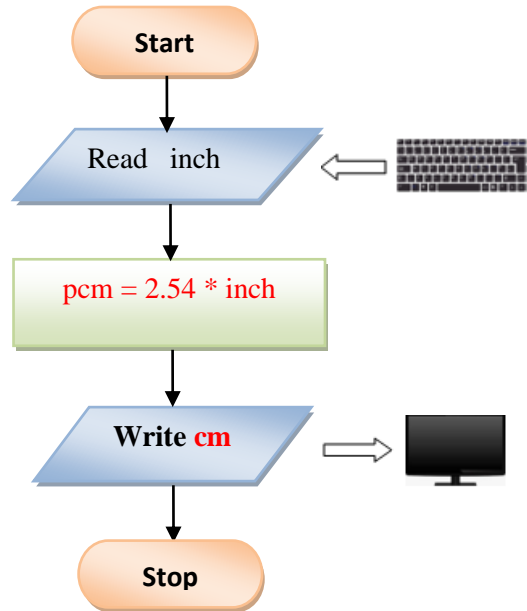 Start
Read inch
pcm = 2.54 * inch
Write cm
Stop